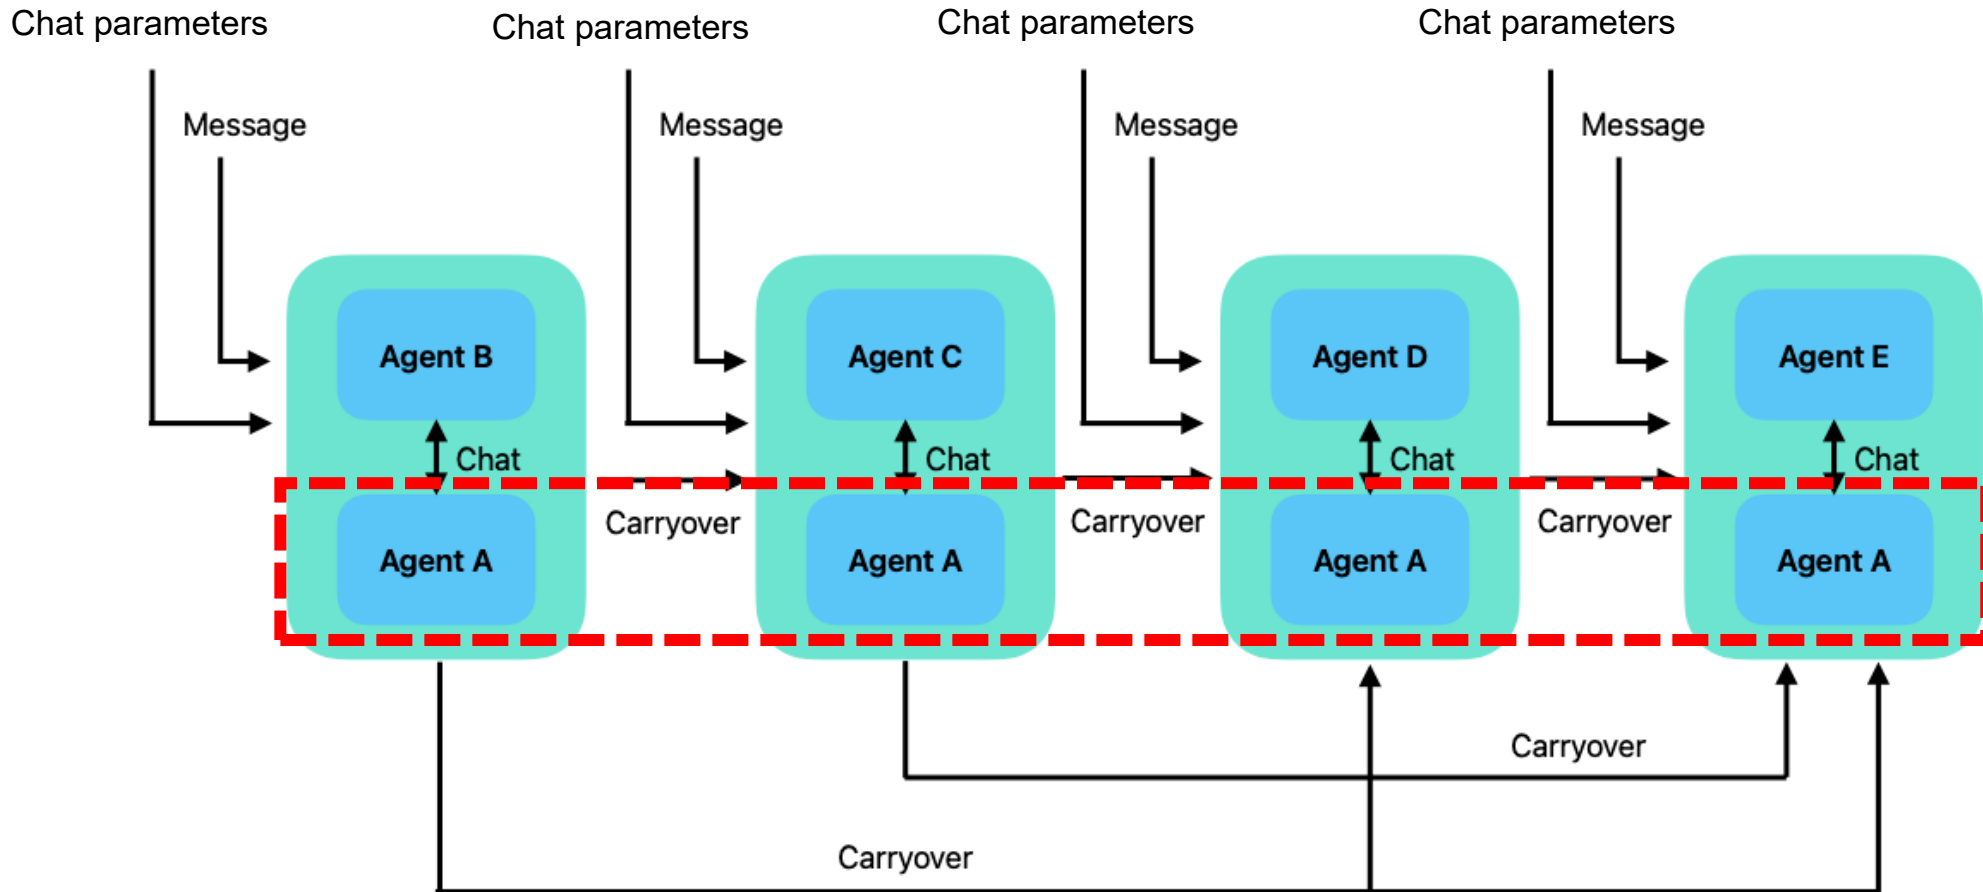 Chat parameters
Chat parameters
Chat parameters
Chat parameters
Message
Message
Message
Message
Agent B
Agent C
Agent D
Agent E
Chat
Chat
Chat
Chat
Carryover
Carryover
Carryover
Agent A
Agent A
Agent A
Agent A
Carryover
Carryover